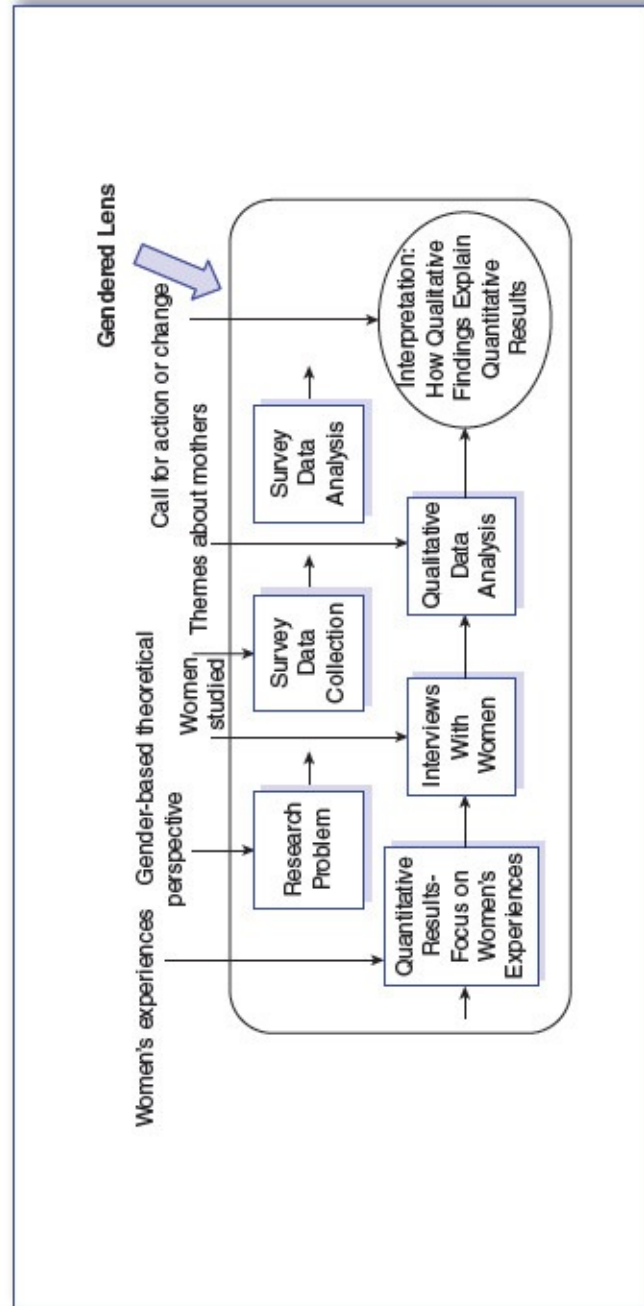 Gendered Lens
Call for action or change
Themes about mothers
Women
studied
Gender-based theoretical
perspective
Women's experiences
Research
Problem
Survey
Data
Collection
Survey
Data
Analysis
Quantitative
Results-
Focus on
Women's
Experiences
Interviews
With
Women
Qualitative
Data
Analysis
Interpretation:
How Qualitative
Findings Explain
Quantitative
Results